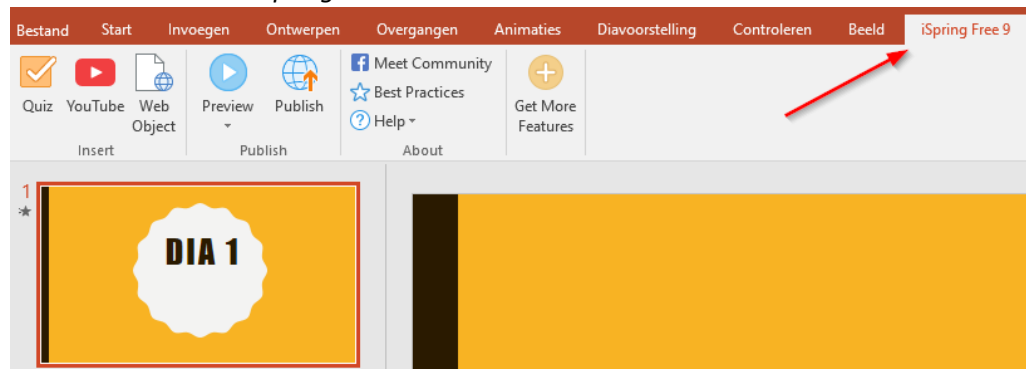 Bestand Start Invoegen Ontwerpen Overgangen Animaties Diavoorstelling Controleren Beeld iSpring Free 9
Meet Community
Best Practices
Help
Quiz YouTube Web Object Preview Publish Get More Features
Insert Publish About
1
DIA 1